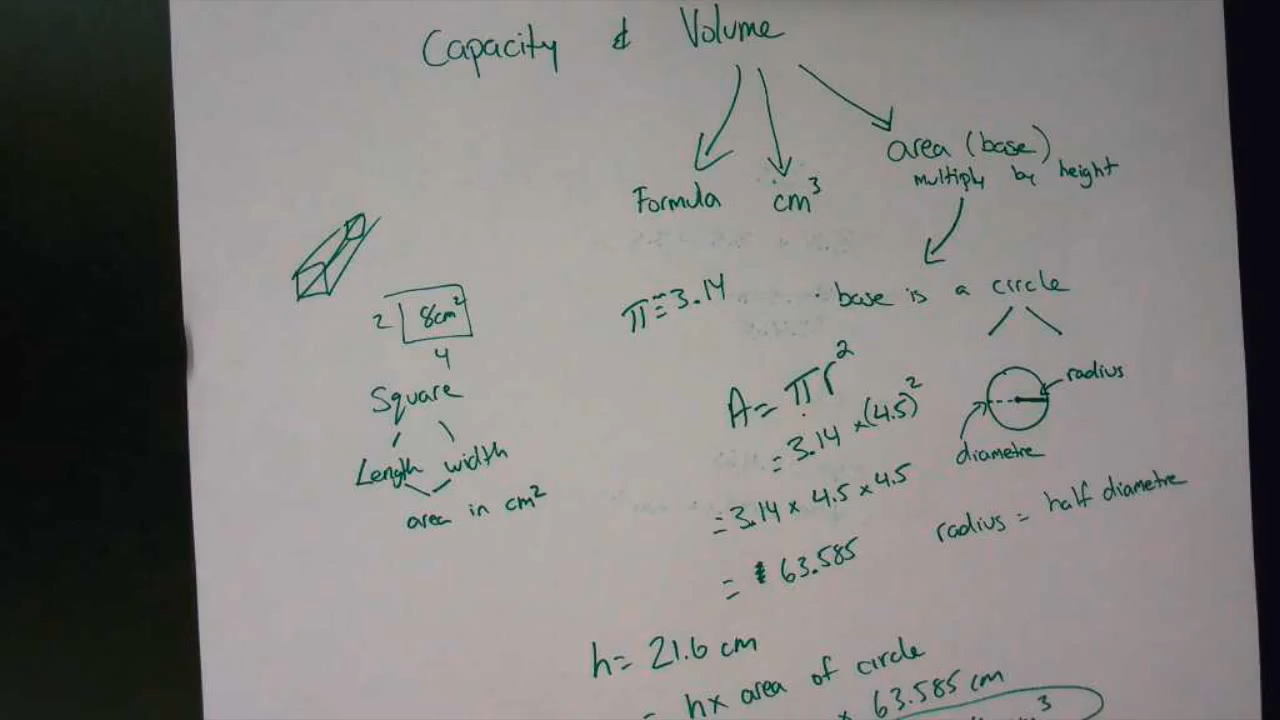 Capacity & Volume
Formula
cm³
area (base)
multiply by height
π=3.14
· base is a circle
2
8cm²
4
Square
Length width
area in cm²
A = πr²
= 3.14 × (4.5)²
= 3.14 × 4.5 × 4.5
= 63.585
radius
diametre
radius = half diametre
h= 21.6 cm
= h× area of circle
× 63.585 cm
³